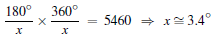 180°/x × 360°/x = 5460 ⇒ x ≅ 3.4°